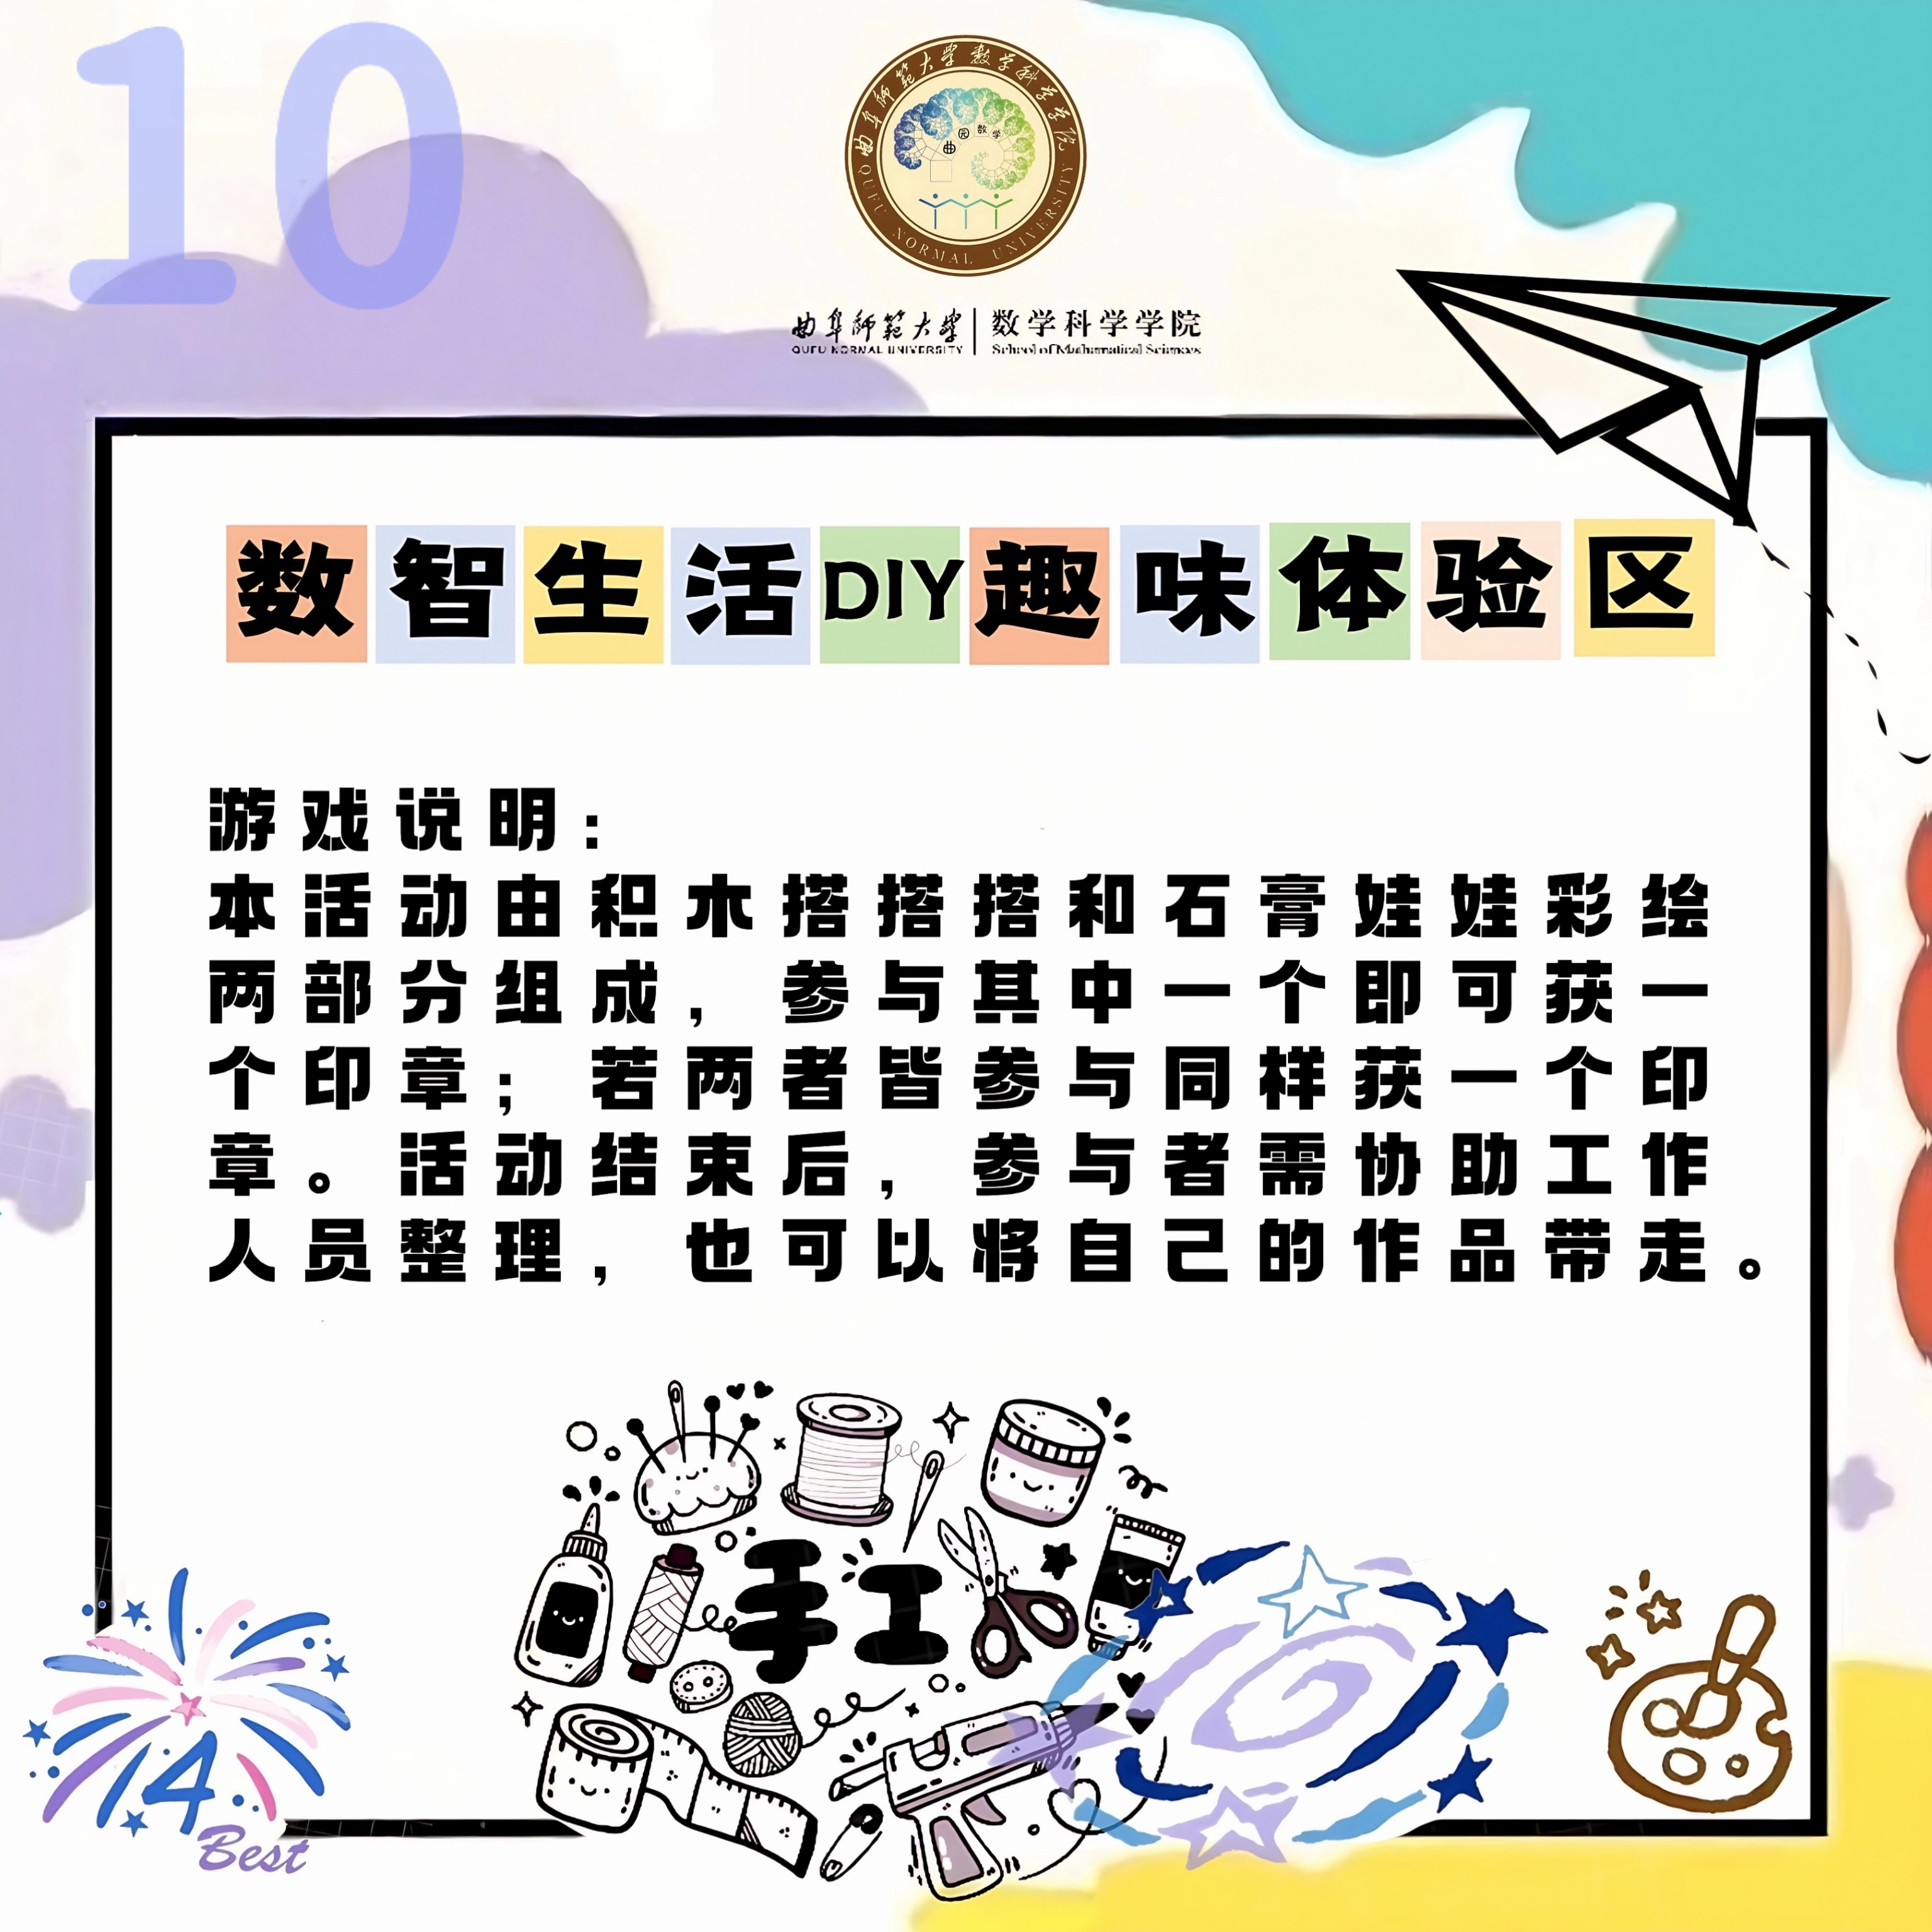 10
曲阜师范大学数学科学学院
曲园数学
QUFU NORMAL UNIVERSITY
曲阜师范大学 | 数学科学学院
QUFU NORMAL UNIVERSITY School of Mathematical Sciences
数智生活DIY趣味体验区
游戏说明：
本活动由积木搭搭搭和石膏娃娃彩绘
两部分组成，参与其中一个即可获一
个印章；若两者皆参与同样获一个印
章。活动结束后，参与者需协助工作
人员整理，也可以将自己的作品带走。
手工
14
Best